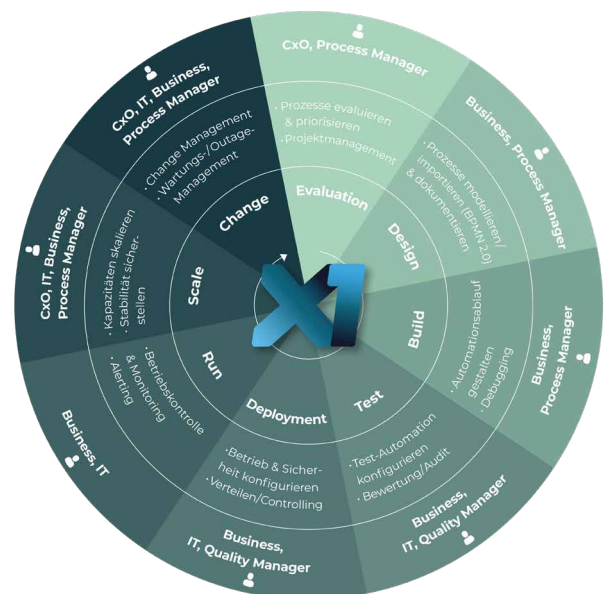 CxO, Process Manager
· Prozesse evaluieren
& priorisieren
· projektmanagement
Evaluation
Business, Process Manager
· Prozesse modellieren/
importieren (BPMN 2.0)
& dokumentieren
Design
Business,
Process Manager
· Automationsablauf
gestalten
· Debugging
Build
Business,
IT, Quality Manager
· Test-Automation
konfigurieren
· Bewertung/Audit
Test
Business,
IT, Quality Manager
· Betrieb & Sicher-
heit konfigurieren
· Verteilen/Controlling
Deployment
Business, IT
· Betriebskontrolle
& Monitoring
· Alerting
Run
CxO, IT, Business,
Process Manager
· Kapazitäten skalieren
· Stabilität sicher-
stellen
Scale
CxO, IT, Business,
Process Manager
· Change Management
· Wartungs-/Outage-
Management
Change
X1